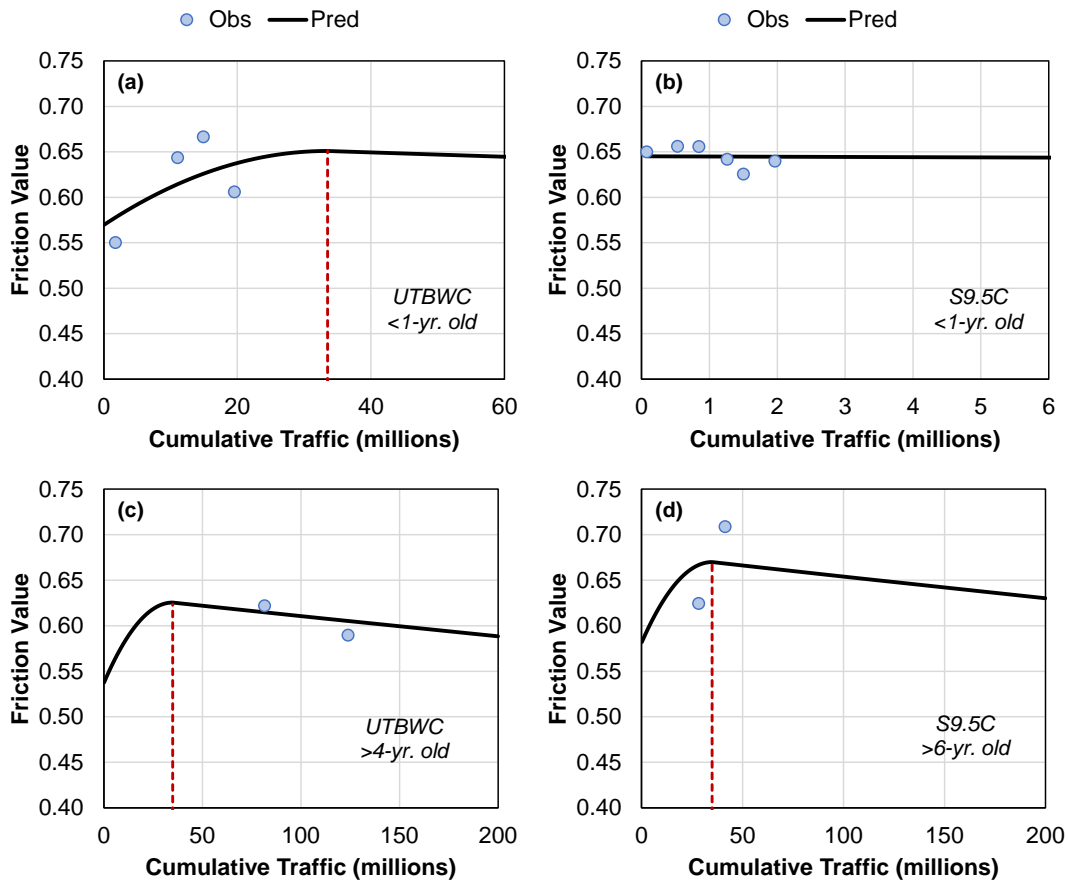 Obs Pred
Obs Pred
(a)
Friction Value
0.75
0.70
0.65
0.60
0.55
0.50
0.45
0.40
UTBWC
<1-yr. old
0 20 40 60
Cumulative Traffic (millions)
(b)
Friction Value
0.75
0.70
0.65
0.60
0.55
0.50
0.45
0.40
S9.5C
<1-yr. old
0 1 2 3 4 5 6
Cumulative Traffic (millions)
(c)
Friction Value
0.75
0.70
0.65
0.60
0.55
0.50
0.45
0.40
UTBWC
>4-yr. old
0 50 100 150 200
Cumulative Traffic (millions)
(d)
Friction Value
0.75
0.70
0.65
0.60
0.55
0.50
0.45
0.40
S9.5C
>6-yr. old
0 50 100 150 200
Cumulative Traffic (millions)